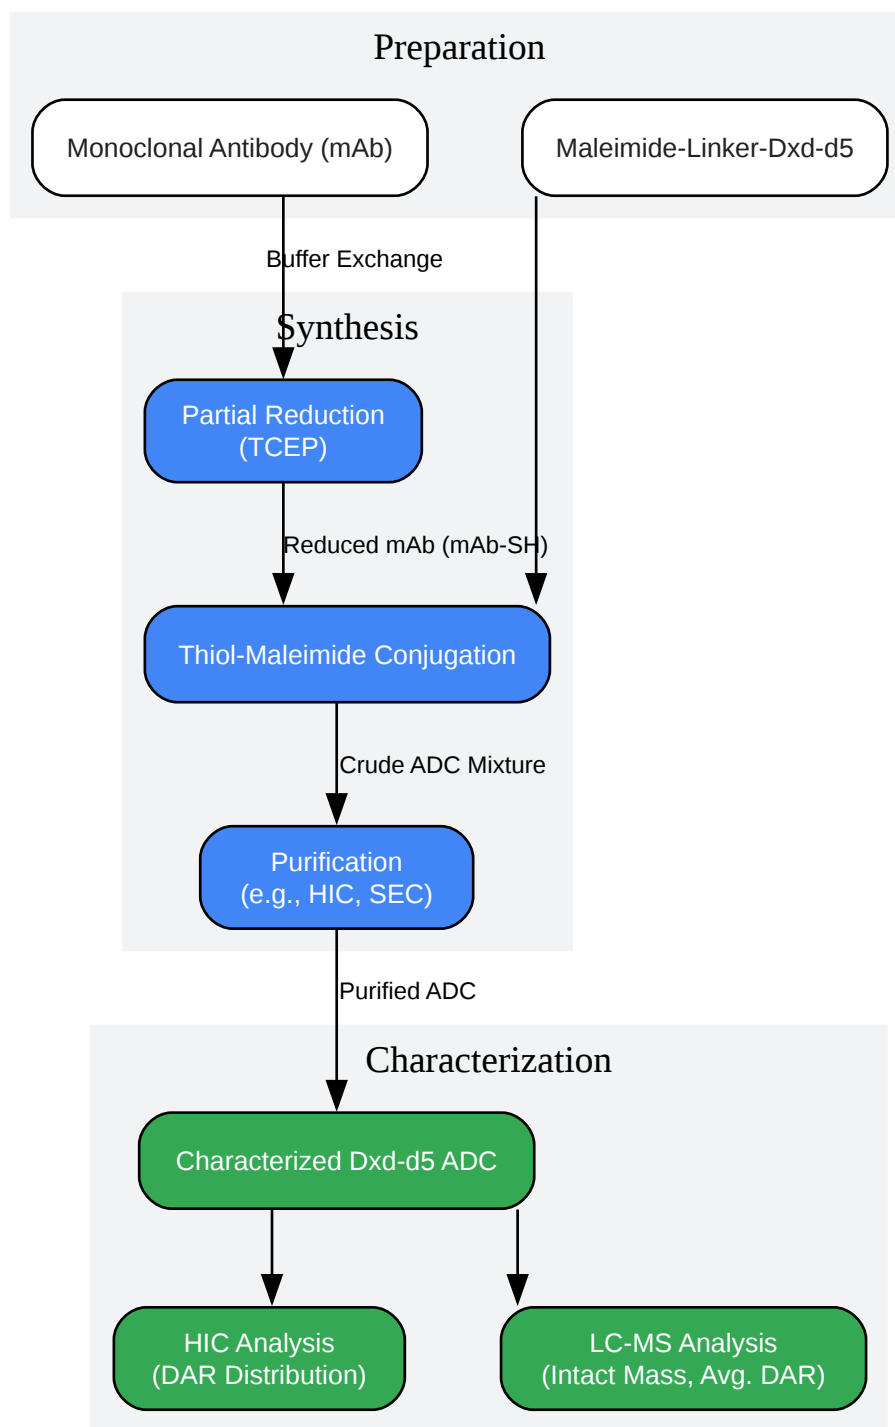 Preparation
Monoclonal Antibody (mAb)
Maleimide-Linker-Dxd-d5
Buffer Exchange
Synthesis
Partial Reduction
(TCEP)
Reduced mAb (mAb-SH)
Thiol-Maleimide Conjugation
Crude ADC Mixture
Purification
(e.g., HIC, SEC)
Purified ADC
Characterization
Characterized Dxd-d5 ADC
HIC Analysis
(DAR Distribution)
LC-MS Analysis
(Intact Mass, Avg. DAR)